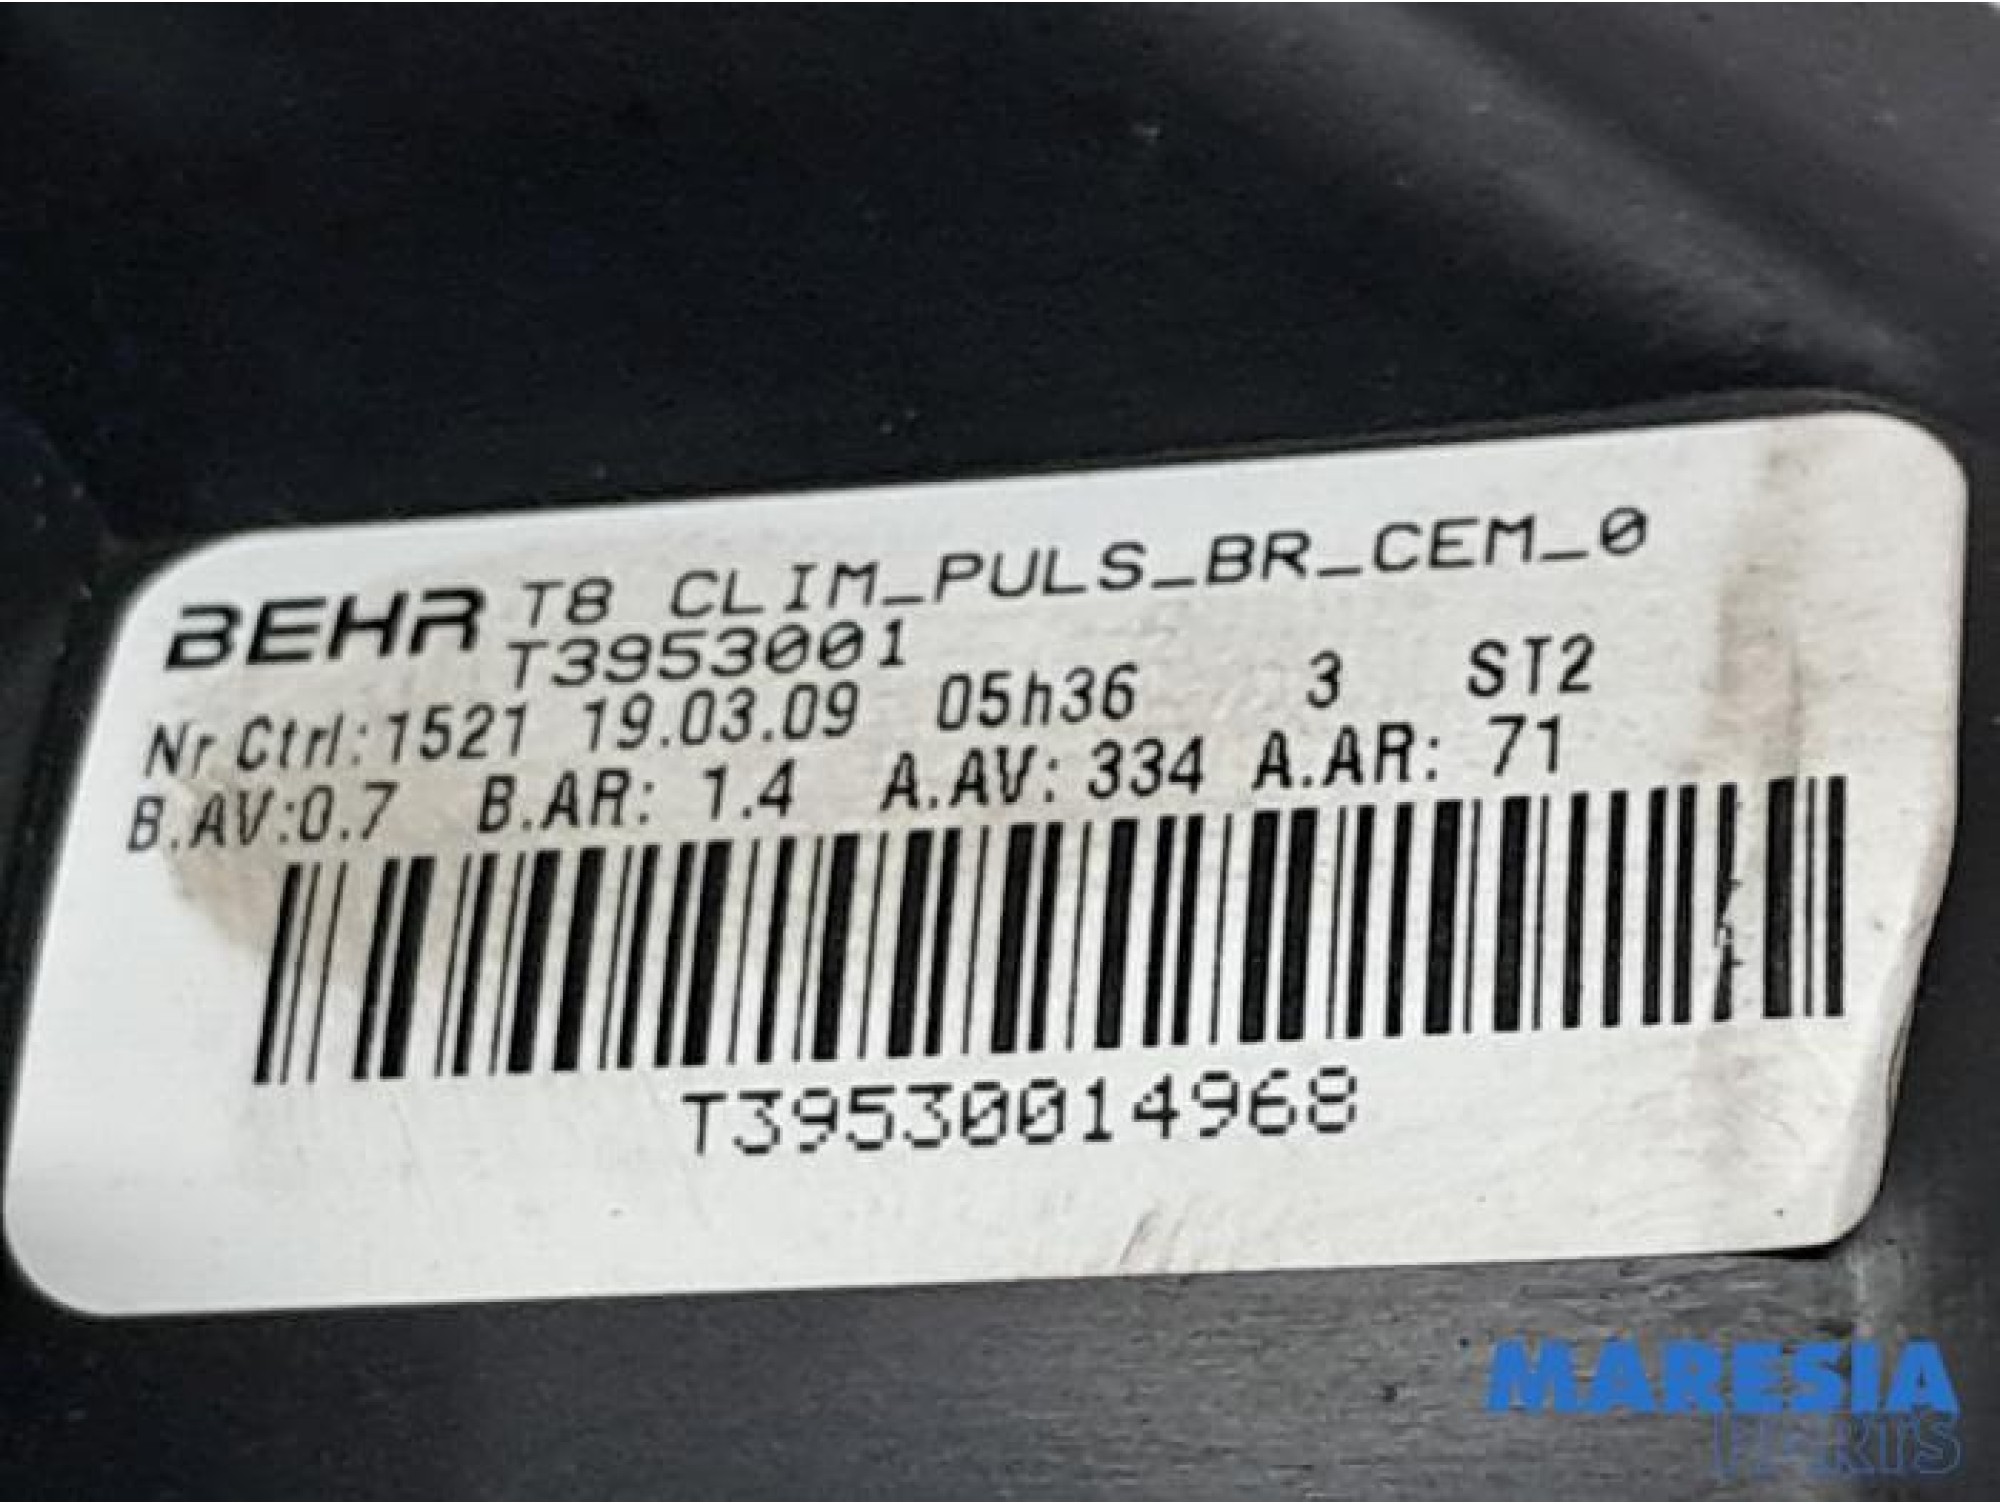 BEHR T8 CLIM_PULS_BR_CEM_0
T3953001
Nr Ctrl:1521 19.03.09 05h36 3 ST2
B.AV:0.7 B.AR: 1.4 A.AV: 334 A.AR: 71
T39530014968
MARESIA
PARTS